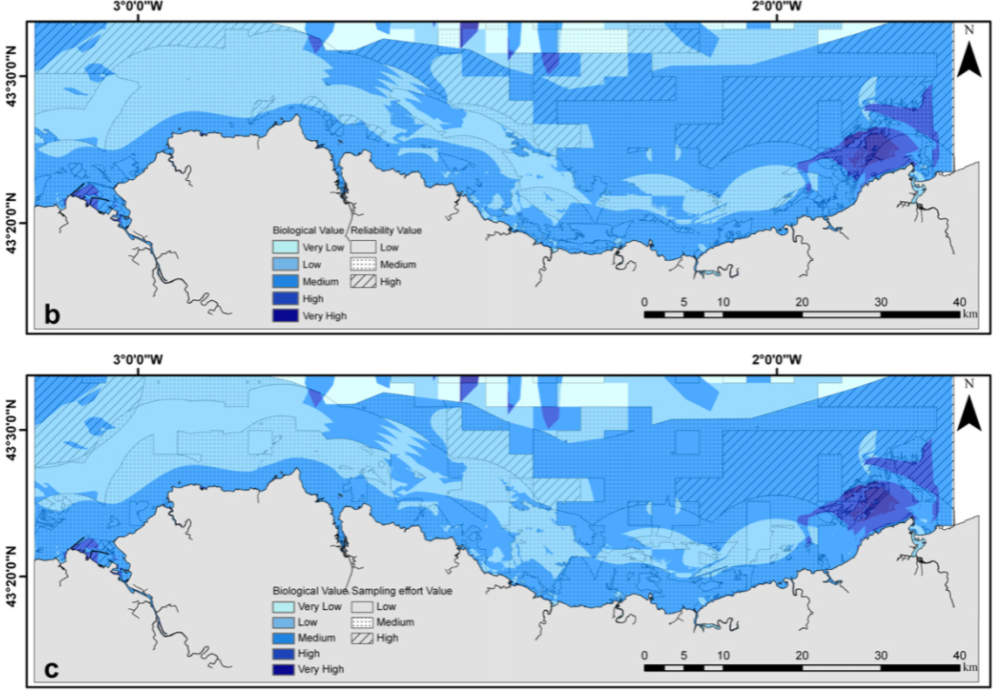 3°0'0"W 2°0'0"W
43°30'0"N
N
43°20'0"N
Biological Value Reliability Value
Very Low Low
Low Medium
Medium High
High
Very High
0 5 10 20 30 40
km
b
3°0'0"W 2°0'0"W
N
43°30'0"N
43°20'0"N
Biological Value Sampling effort Value
Very Low Low
Low Medium
Medium High
High
Very High
0 5 10 20 30 40
km
c